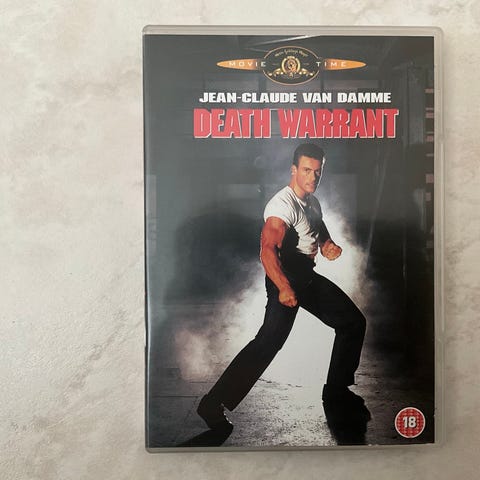 MOVIE TIME
JEAN-CLAUDE VAN DAMME
DEATH WARRANT
18